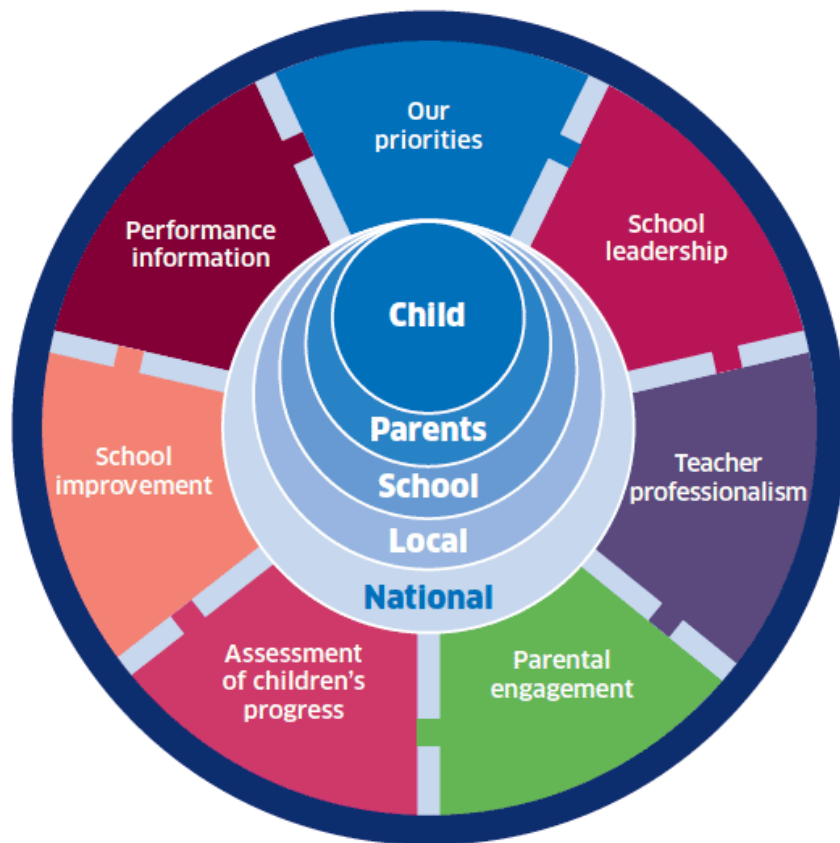 Our
priorities
School
leadership
Teacher
professionalism
Parental
engagement
Assessment
of children's
progress
School
improvement
Performance
information
Child
Parents
School
Local
National